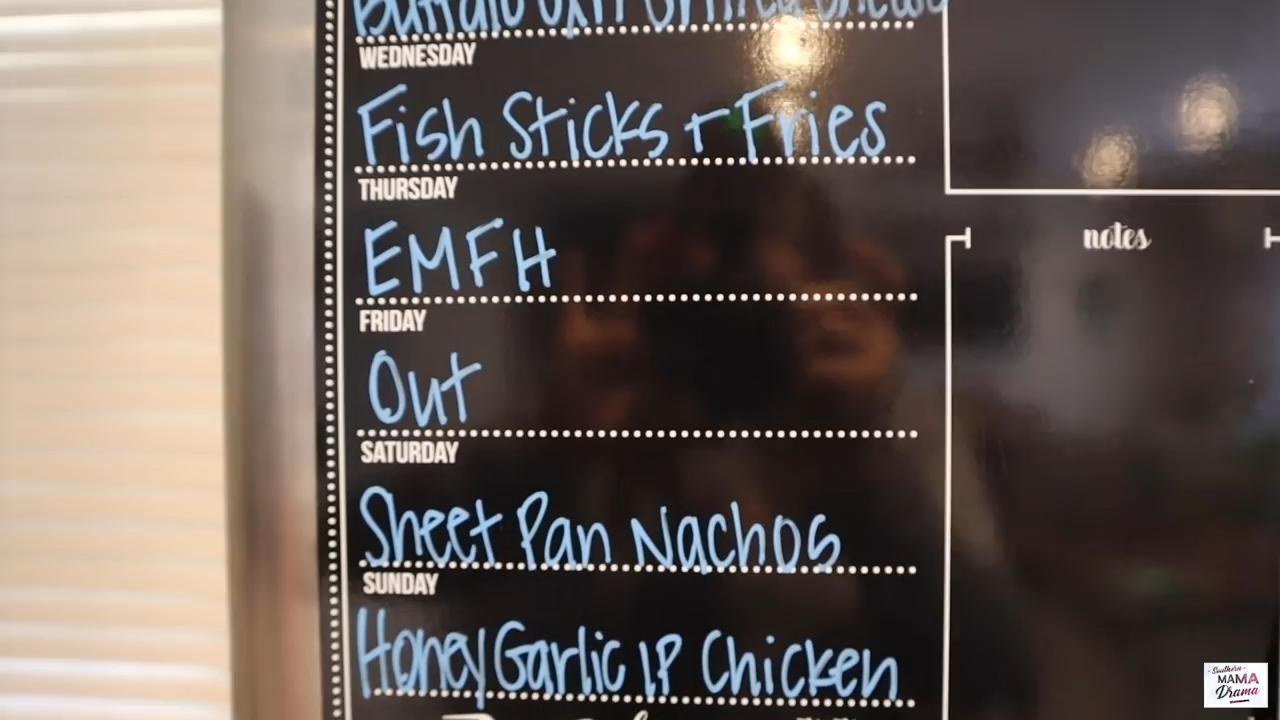 Buffalo
WEDNESDAY
Fish Sticks + Fries
THURSDAY
EMFH
FRIDAY
Out
SATURDAY
Sheet Pan Nachos
SUNDAY
Honey Garlic IP Chicken
notes
Southern
MAMA
Drama